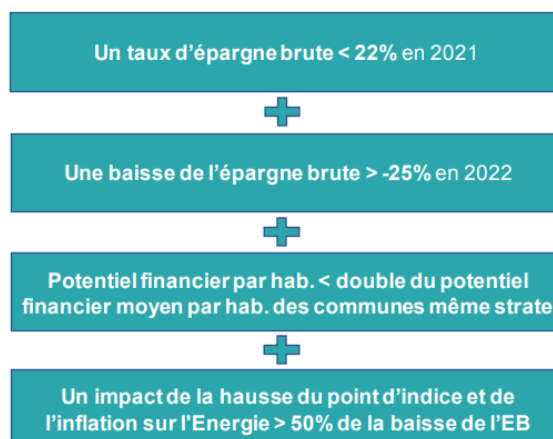 Un taux d'épargne brute < 22% en 2021
Une baisse de l'épargne brute > -25% en 2022
Potentiel financier par hab. < double du potentiel
financier moyen par hab. des communes même strate
Un impact de la hausse du point d'indice et de
l'inflation sur l'Energie > 50% de la baisse de l'EB